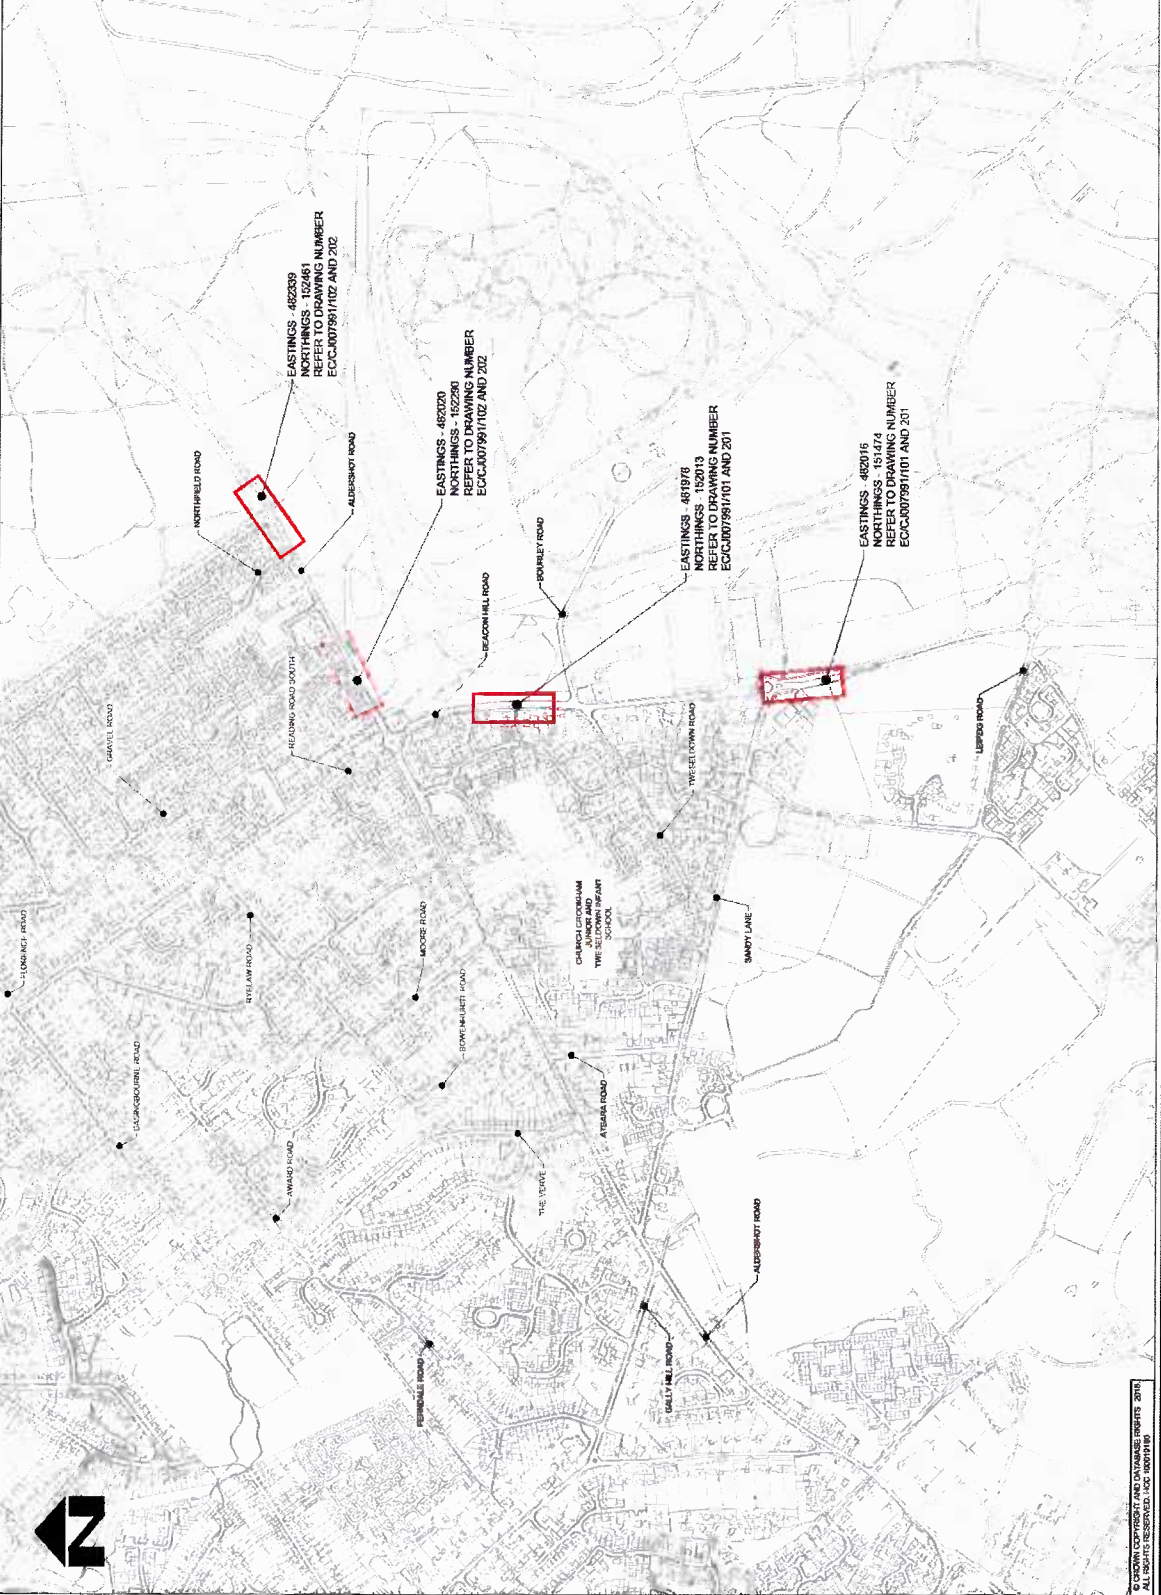 EASTINGS - 482339
NORTHINGS - 152461
REFER TO DRAWING NUMBER
EC/CJ007991/102 AND 202
NORTHFIELD ROAD
ALDERSHOT ROAD
EASTINGS - 482020
NORTHINGS - 152290
REFER TO DRAWING NUMBER
EC/CJ007991/102 AND 202
BEACON HILL ROAD
BOURLEY ROAD
EASTINGS - 481978
NORTHINGS - 152013
REFER TO DRAWING NUMBER
EC/CJ007991/101 AND 201
EASTINGS - 482016
NORTHINGS - 151474
REFER TO DRAWING NUMBER
EC/CJ007991/101 AND 201
GRAVEL ROAD
READING ROAD SOUTH
TWESELDOWN ROAD
LEIPZIG ROAD
FLORENCE ROAD
RYELAW ROAD
MOORE ROAD
CHURCH CROOKHAM
JUNIOR AND
TWESELDOWN INFANT
SCHOOL
SANDY LANE
BASINGBOURNE ROAD
BOWENHURST ROAD
AWARD ROAD
THE VERVE
ATBARA ROAD
ALDERSHOT ROAD
FERNDALE ROAD
GALLY HILL ROAD
N
© CROWN COPYRIGHT AND DATABASE RIGHTS 2018.
ALL RIGHTS RESERVED. HCC 100019180